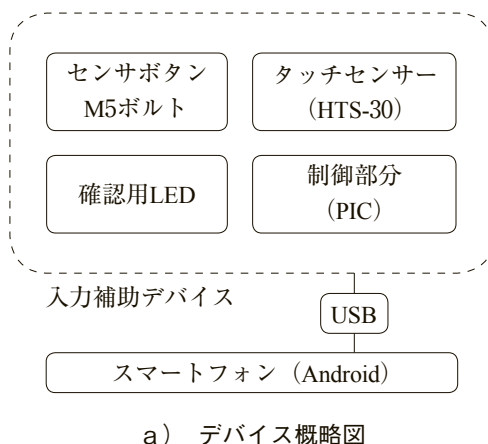 センサボタン
M5ボルト
タッチセンサー
(HTS-30)
確認用LED
制御部分
(PIC)
入力補助デバイス
USB
スマートフォン（Android）
a） デバイス概略図